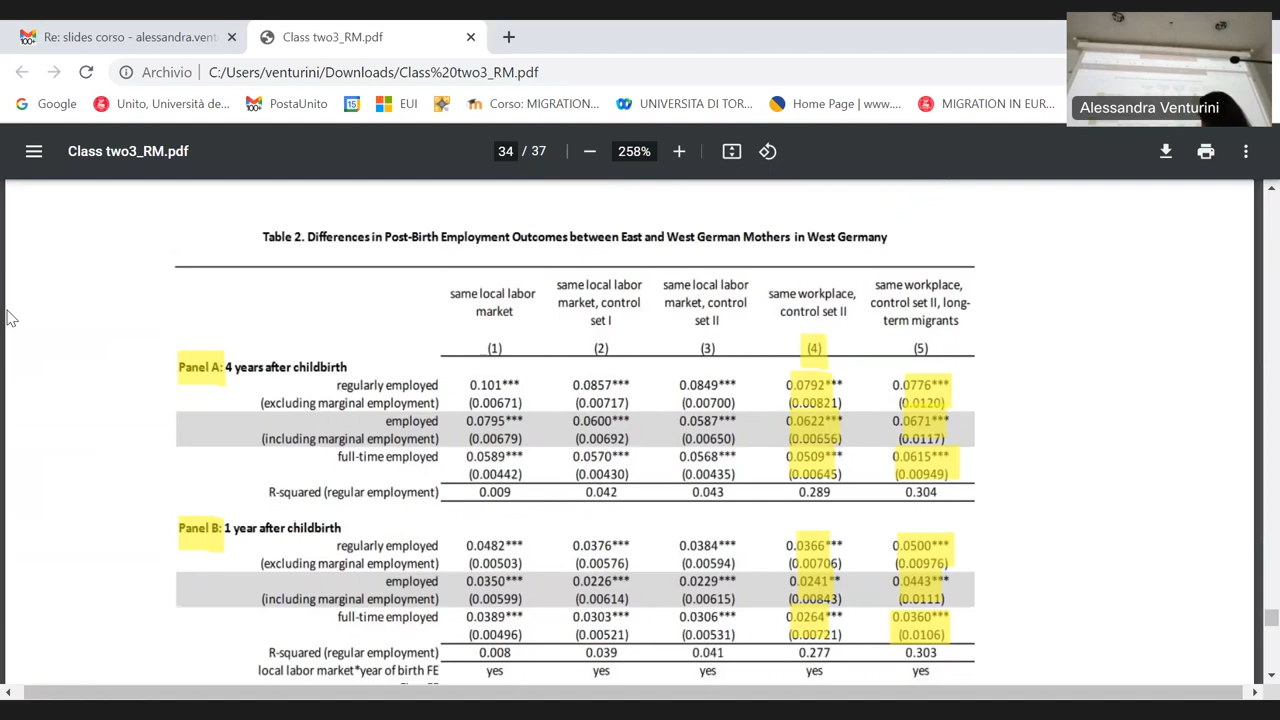 Re: slides corso - alessandra.vent
Class two3_RM.pdf
Archivio C:/Users/venturini/Downloads/Class%20two3_RM.pdf
Google Unito, Università de... PostaUnito EUI Corso: MIGRATION... UNIVERSITA DI TOR... Home Page | www.... MIGRATION IN EUR...
Alessandra Venturini
Class two3_RM.pdf 34 / 37 258%
Table 2. Differences in Post-Birth Employment Outcomes between East and West German Mothers in West Germany
same local labor market
same local labor market, control set I
same local labor market, control set II
same workplace, control set II
same workplace, control set II, long-term migrants
(1) (2) (3) (4) (5)
Panel A: 4 years after childbirth
regularly employed 0.101*** 0.0857*** 0.0849*** 0.0792*** 0.0776***
(excluding marginal employment) (0.00671) (0.00717) (0.00700) (0.00821) (0.0120)
employed 0.0795*** 0.0600*** 0.0587*** 0.0622*** 0.0671***
(including marginal employment) (0.00679) (0.00692) (0.00650) (0.00656) (0.0117)
full-time employed 0.0589*** 0.0570*** 0.0568*** 0.0509*** 0.0615***
(0.00442) (0.00430) (0.00435) (0.00645) (0.00949)
R-squared (regular employment) 0.009 0.042 0.043 0.289 0.304
Panel B: 1 year after childbirth
regularly employed 0.0482*** 0.0376*** 0.0384*** 0.0366*** 0.0500***
(excluding marginal employment) (0.00503) (0.00576) (0.00594) (0.00706) (0.00976)
employed 0.0350*** 0.0226*** 0.0229*** 0.0241** 0.0443***
(including marginal employment) (0.00599) (0.00614) (0.00615) (0.00843) (0.0111)
full-time employed 0.0389*** 0.0303*** 0.0306*** 0.0264*** 0.0360***
(0.00496) (0.00521) (0.00531) (0.00721) (0.0106)
R-squared (regular employment) 0.008 0.039 0.041 0.277 0.303
local labor market*year of birth FE yes yes yes yes yes